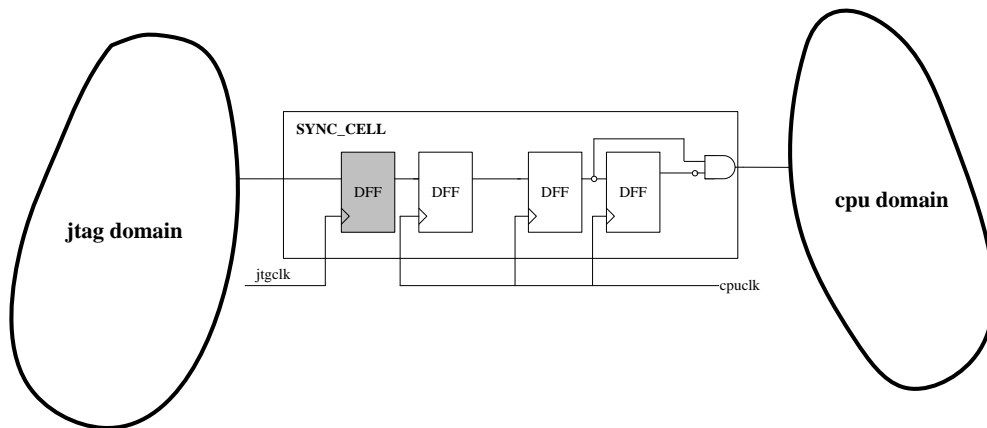 SYNC_CELL
DFF
DFF
DFF
DFF
jtag domain
cpu domain
jtgclk
cpuclk